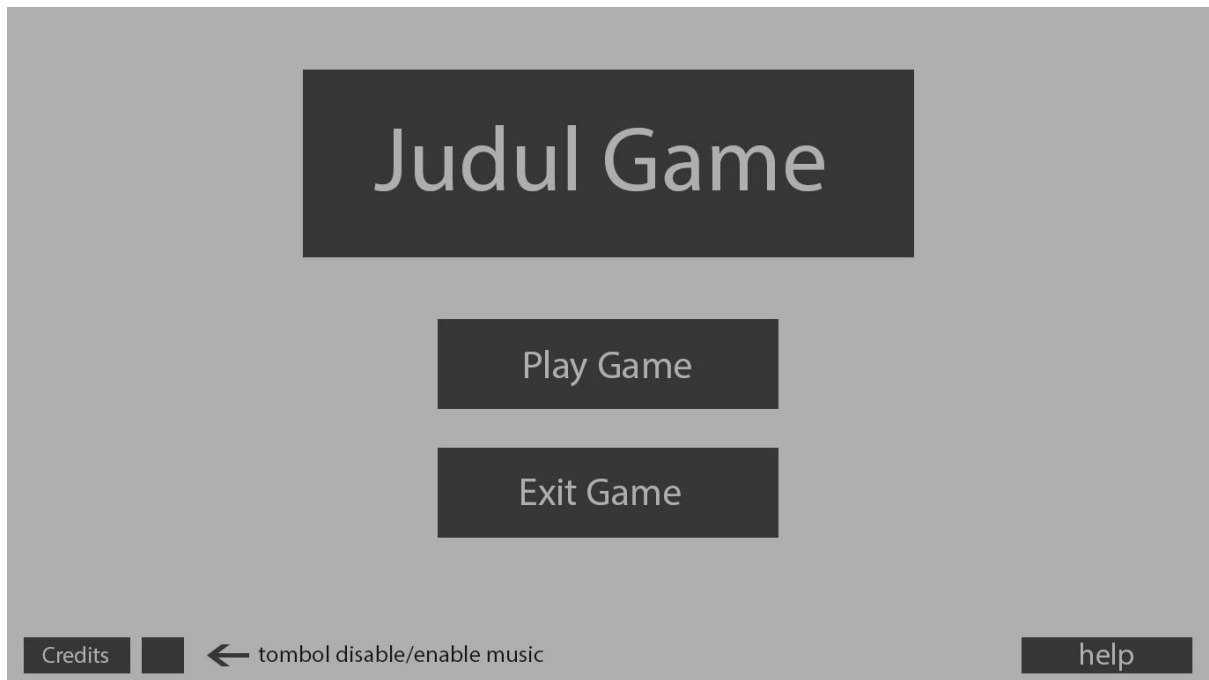 Judul Game
Play Game
Exit Game
Credits
tombol disable/enable music
help